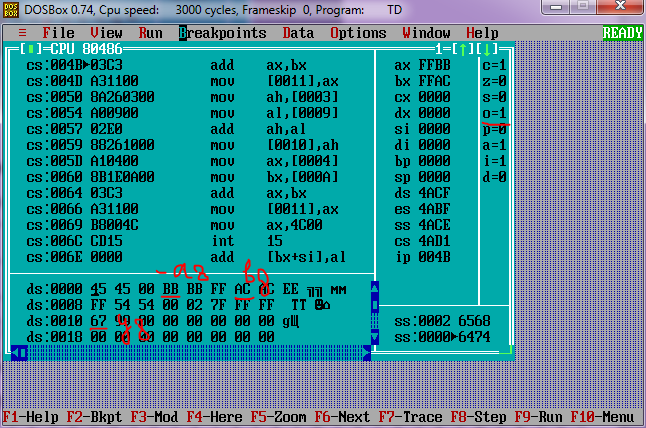 DOSBox 0.74, Cpu speed: 3000 cycles, Frameskip 0, Program: TD
≡ File View Run Breakpoints Data Options Window Help READY
[▮]=CPU 80486 1=[↑][↓]
cs:004B▶03C3 add ax,bx ax FFBB c=1
cs:004D A31100 mov [0011],ax bx FFAC z=0
cs:0050 8A260300 mov ah,[0003] cx 0000 s=0
cs:0054 A00900 mov al,[0009] dx 0000 o=1
cs:0057 02E0 add ah,al si 0000 p=0
cs:0059 88261000 mov [0010],ah di 0000 a=1
cs:005D A10400 mov ax,[0004] bp 0000 i=1
cs:0060 8B1E0A00 mov bx,[000A] sp 0000 d=0
cs:0064 03C3 add ax,bx ds 4ACF
cs:0066 A31100 mov [0011],ax es 4ABF
cs:0069 B8004C mov ax,4C00 ss 4ACE
cs:006C CD15 int 15 cs 4AD1
cs:006E 0000 add [bx+si],al ip 004B
-a8 b8
ds:0000 45 45 00 BB BB FF AC AC EE ╖╖ мм
ds:0008 FF 54 54 00 02 7F FF FF TT ☻⌂
ds:0010 67 00 00 00 00 00 00 gЩ ss:0002 6568
y8
ds:0018 00 00 00 00 00 00 00 00 ss:0000▶6474
F1-Help F2-Bkpt F3-Mod F4-Here F5-Zoom F6-Next F7-Trace F8-Step F9-Run F10-Menu